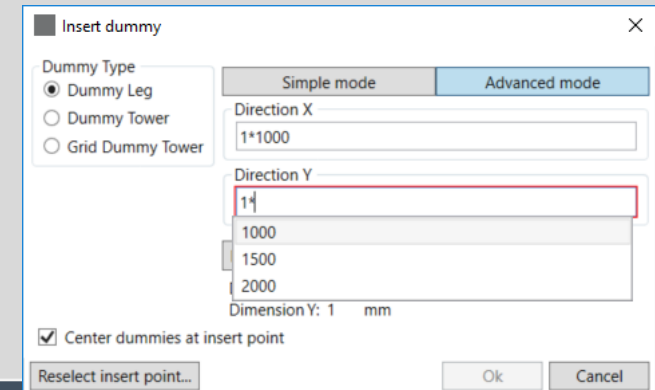 Insert dummy
Dummy Type
Dummy Leg
Dummy Tower
Grid Dummy Tower
Simple mode
Advanced mode
Direction X
1*1000
Direction Y
1*
1000
1500
2000
Dimension Y: 1 mm
Center dummies at insert point
Reselect insert point...
Ok
Cancel